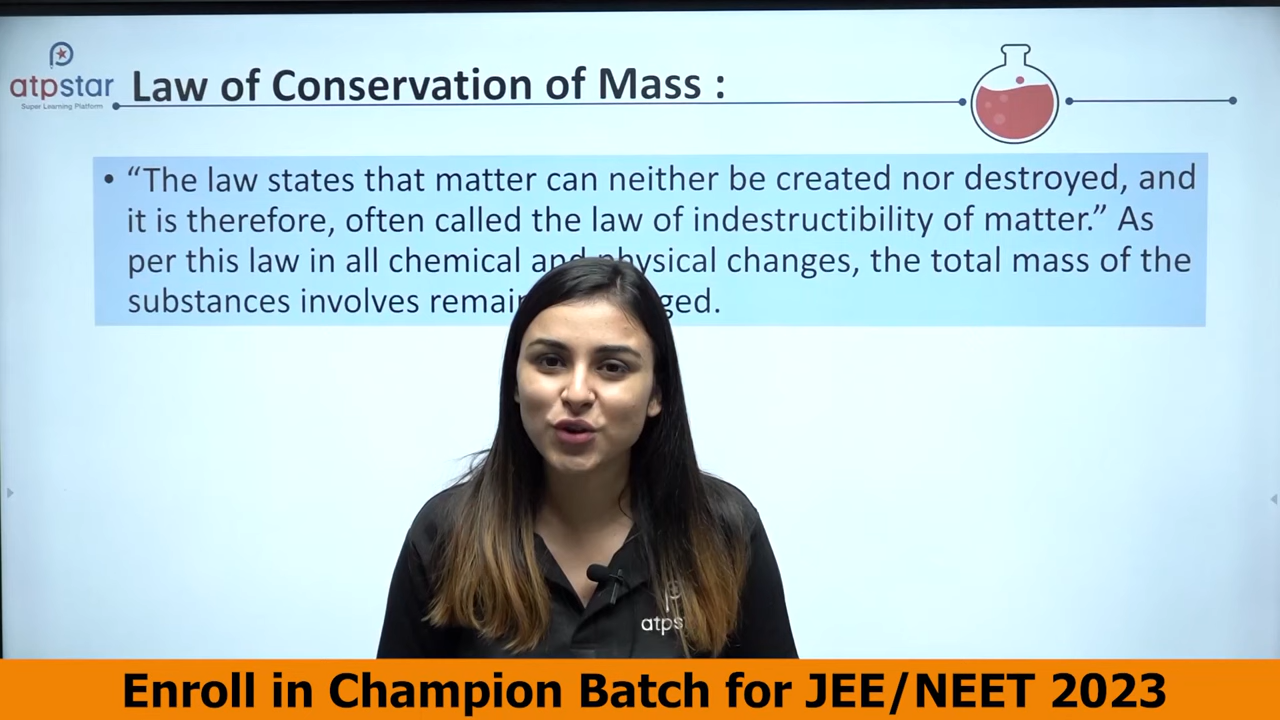 atpstar
Super Learning Platform
Law of Conservation of Mass :
• “The law states that matter can neither be created nor destroyed, and
it is therefore, often called the law of indestructibility of matter.” As
per this law in all chemical and physical changes, the total mass of the
substances involves
atps
Enroll in Champion Batch for JEE/NEET 2023